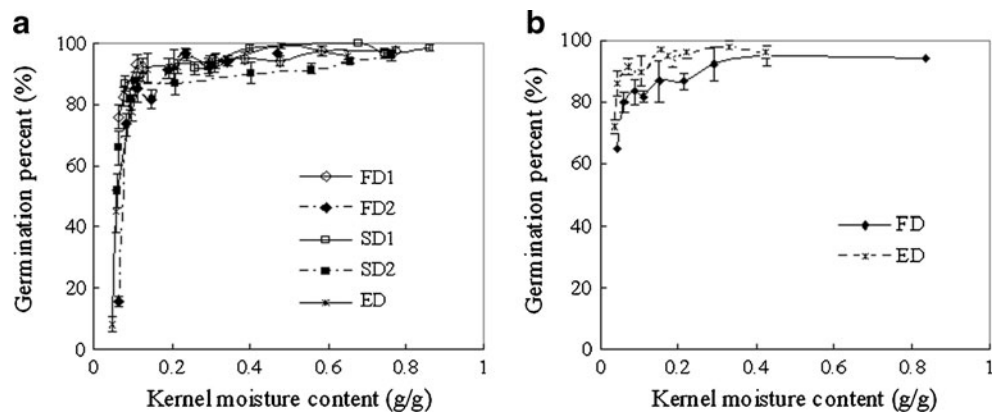 a
Germination percent (%)
100
80
60
40
20
0
FD1
FD2
SD1
SD2
ED
0 0.2 0.4 0.6 0.8 1
Kernel moisture content (g/g)
b
Germination percent (%)
100
80
60
40
20
0
FD
ED
0 0.2 0.4 0.6 0.8 1
Kernel moisture content (g/g)